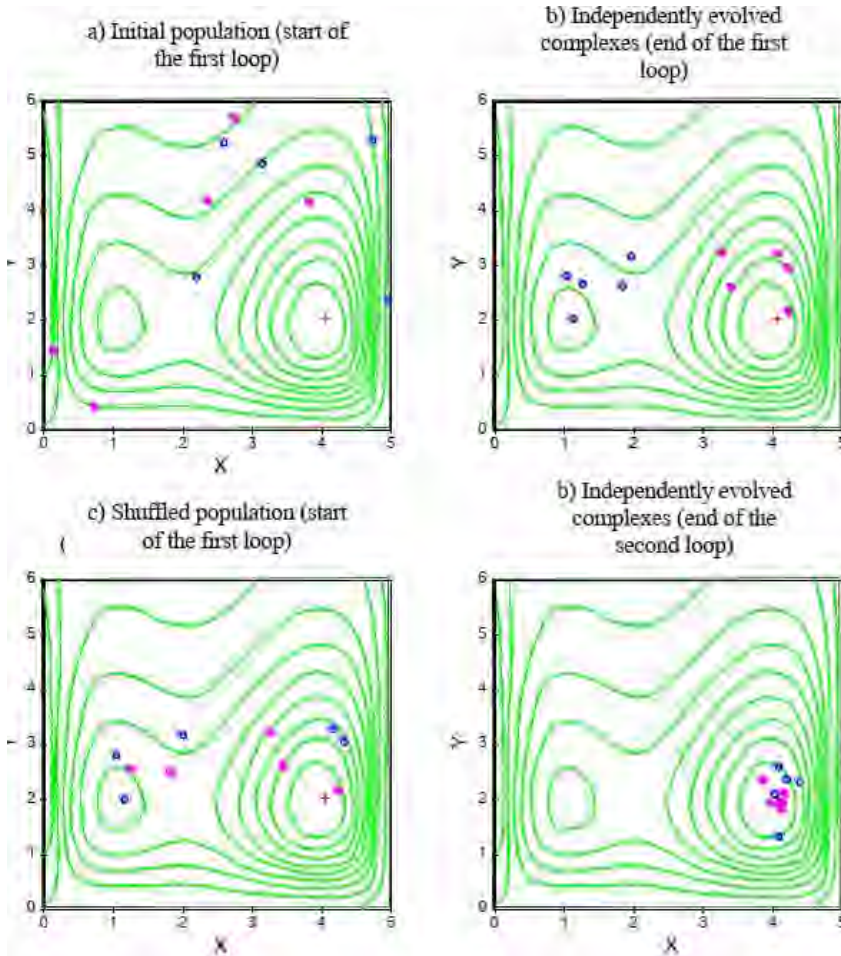 a) Initial population (start of
the first loop)
b) Independently evolved
complexes (end of the first
loop)
6
5
4
3
2
1
0
0 1 2 3 4 5
X
6
5
4
Y
3
2
1
0
0 1 2 3 4 5
X
c) Shuffled population (start
of the first loop)
(
b) Independently evolved
complexes (end of the
second loop)
6
5
4
3
2
1
0
0 1 2 3 4 5
X
6
5
4
Y
3
2
1
0
0 1 2 3 4 5
X